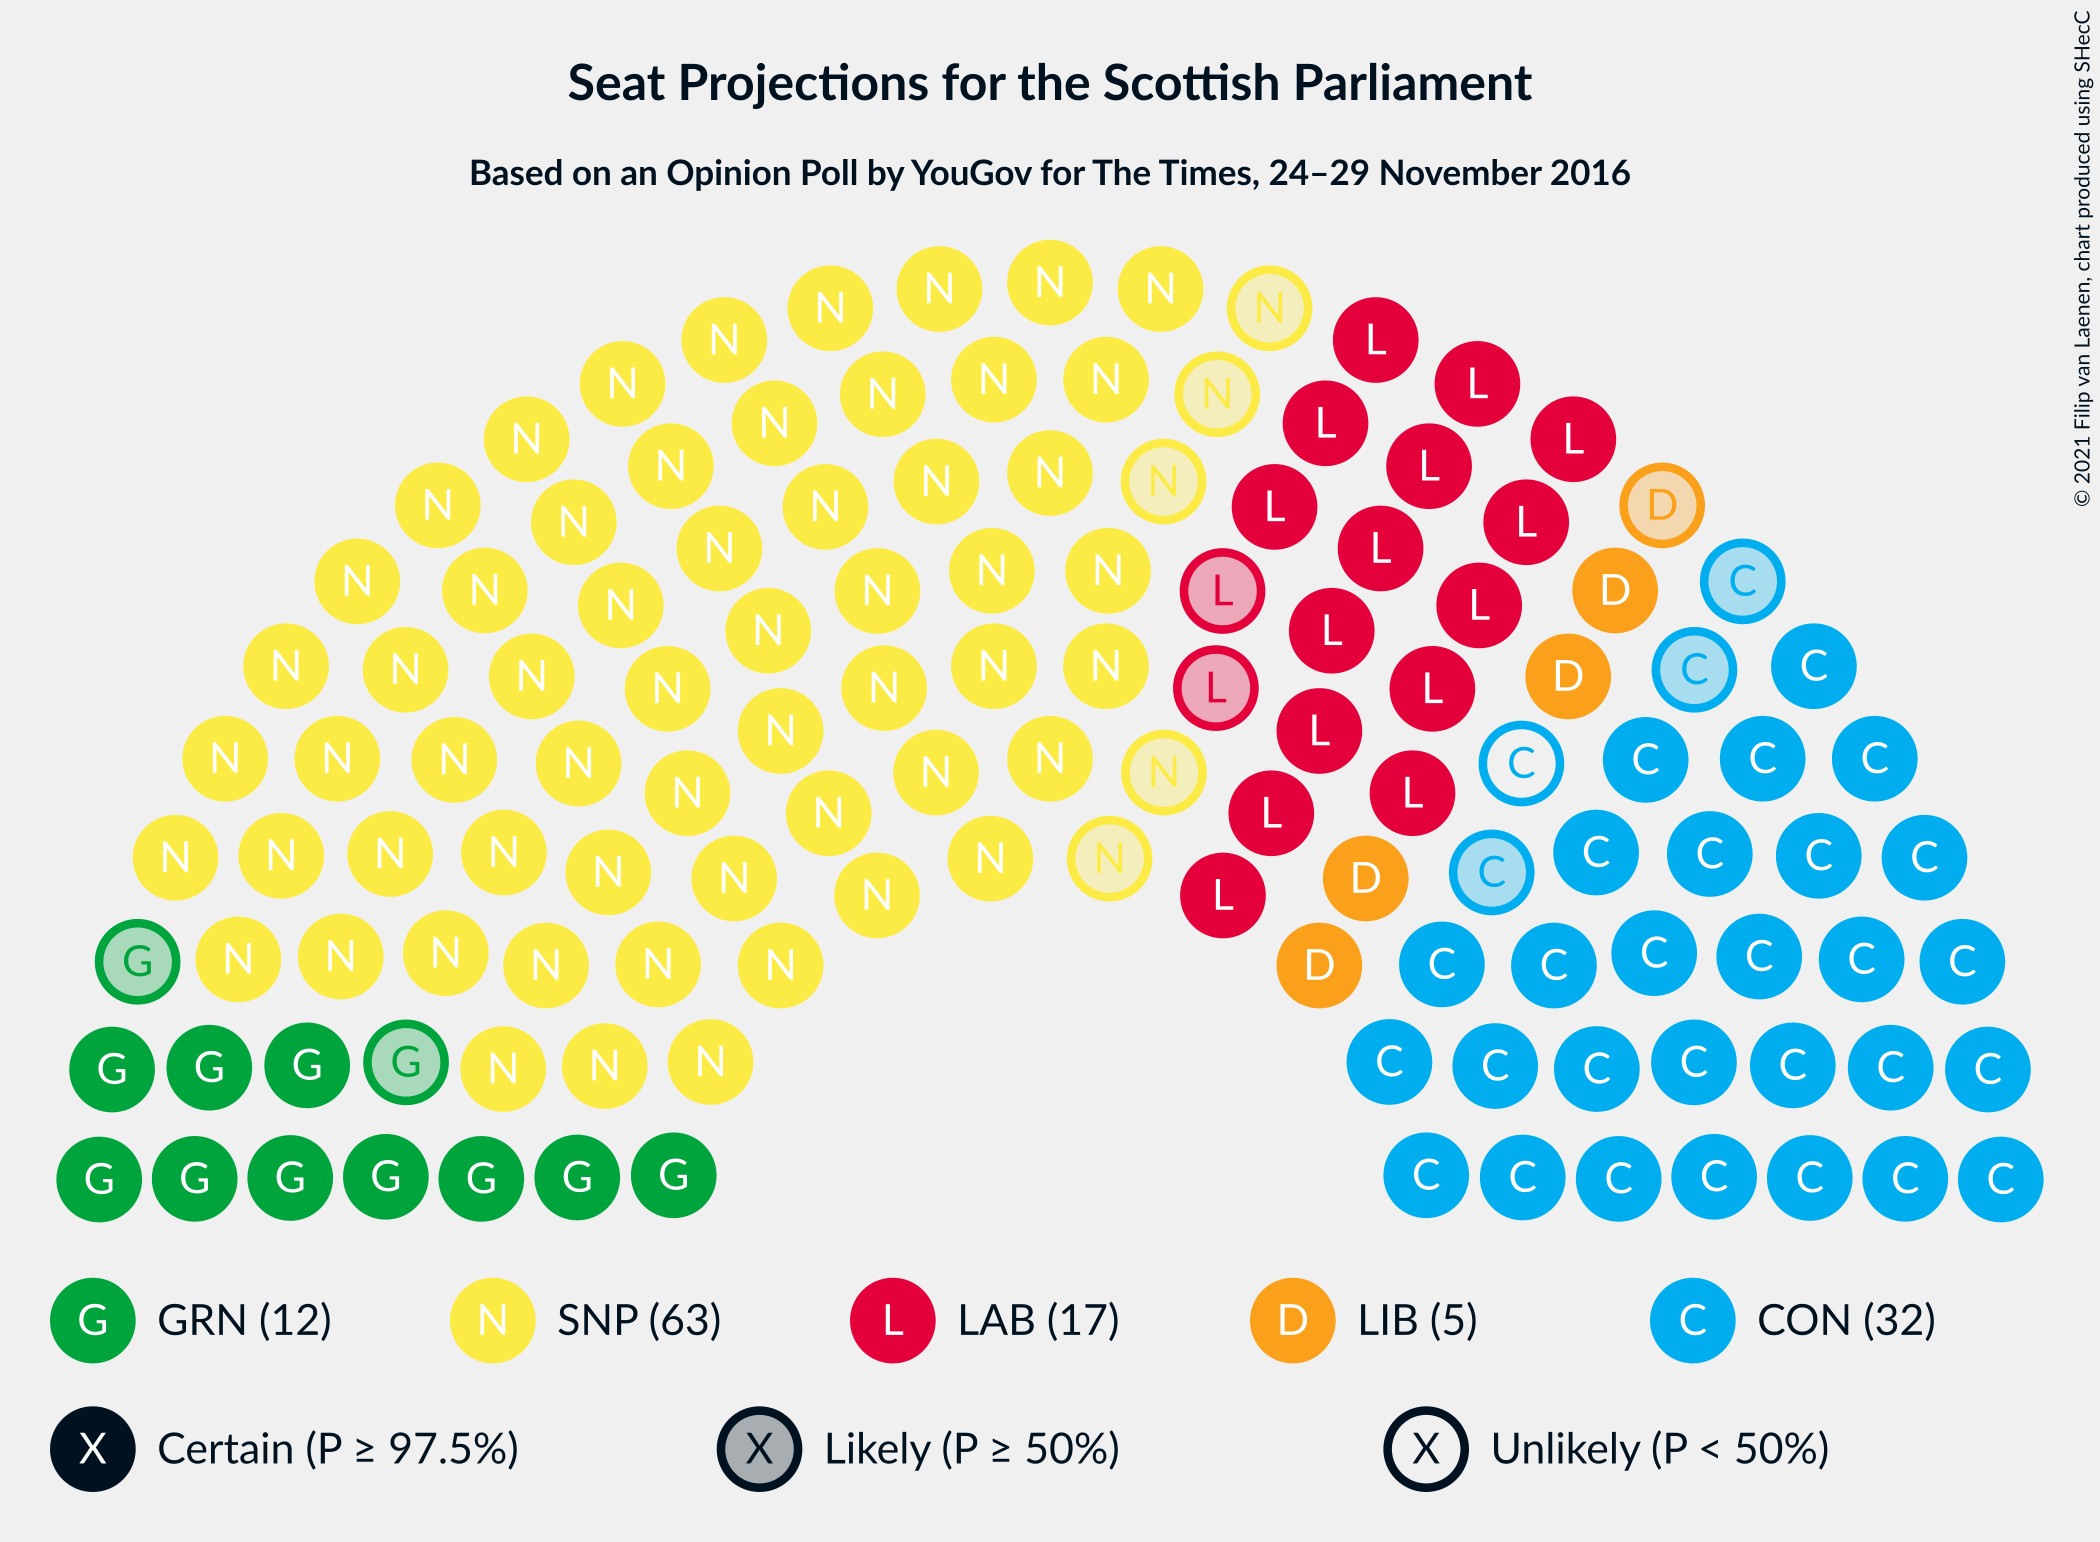 Seat Projections for the Scottish Parliament
Based on an Opinion Poll by YouGov for The Times, 24–29 November 2016
© 2021 Filip van Laenen, chart produced using SHecC
N N N N N
N L
N N N N N L
N N L L
N N N N L
N N L D
N N L L
N N N N N N L L D C
N L
N N N N N N N L L D C C
N L
N N N N N N N N L C C C C
N L
N N N N N N N N N L D C C C C C
G N N N N N N D C C C C C C
G G G G N N N C C C C C C C
G G G G G G G C C C C C C C
G GRN (12) N SNP (63) L LAB (17) D LIB (5) C CON (32)
X Certain (P ≥ 97.5%) X Likely (P ≥ 50%) X Unlikely (P < 50%)